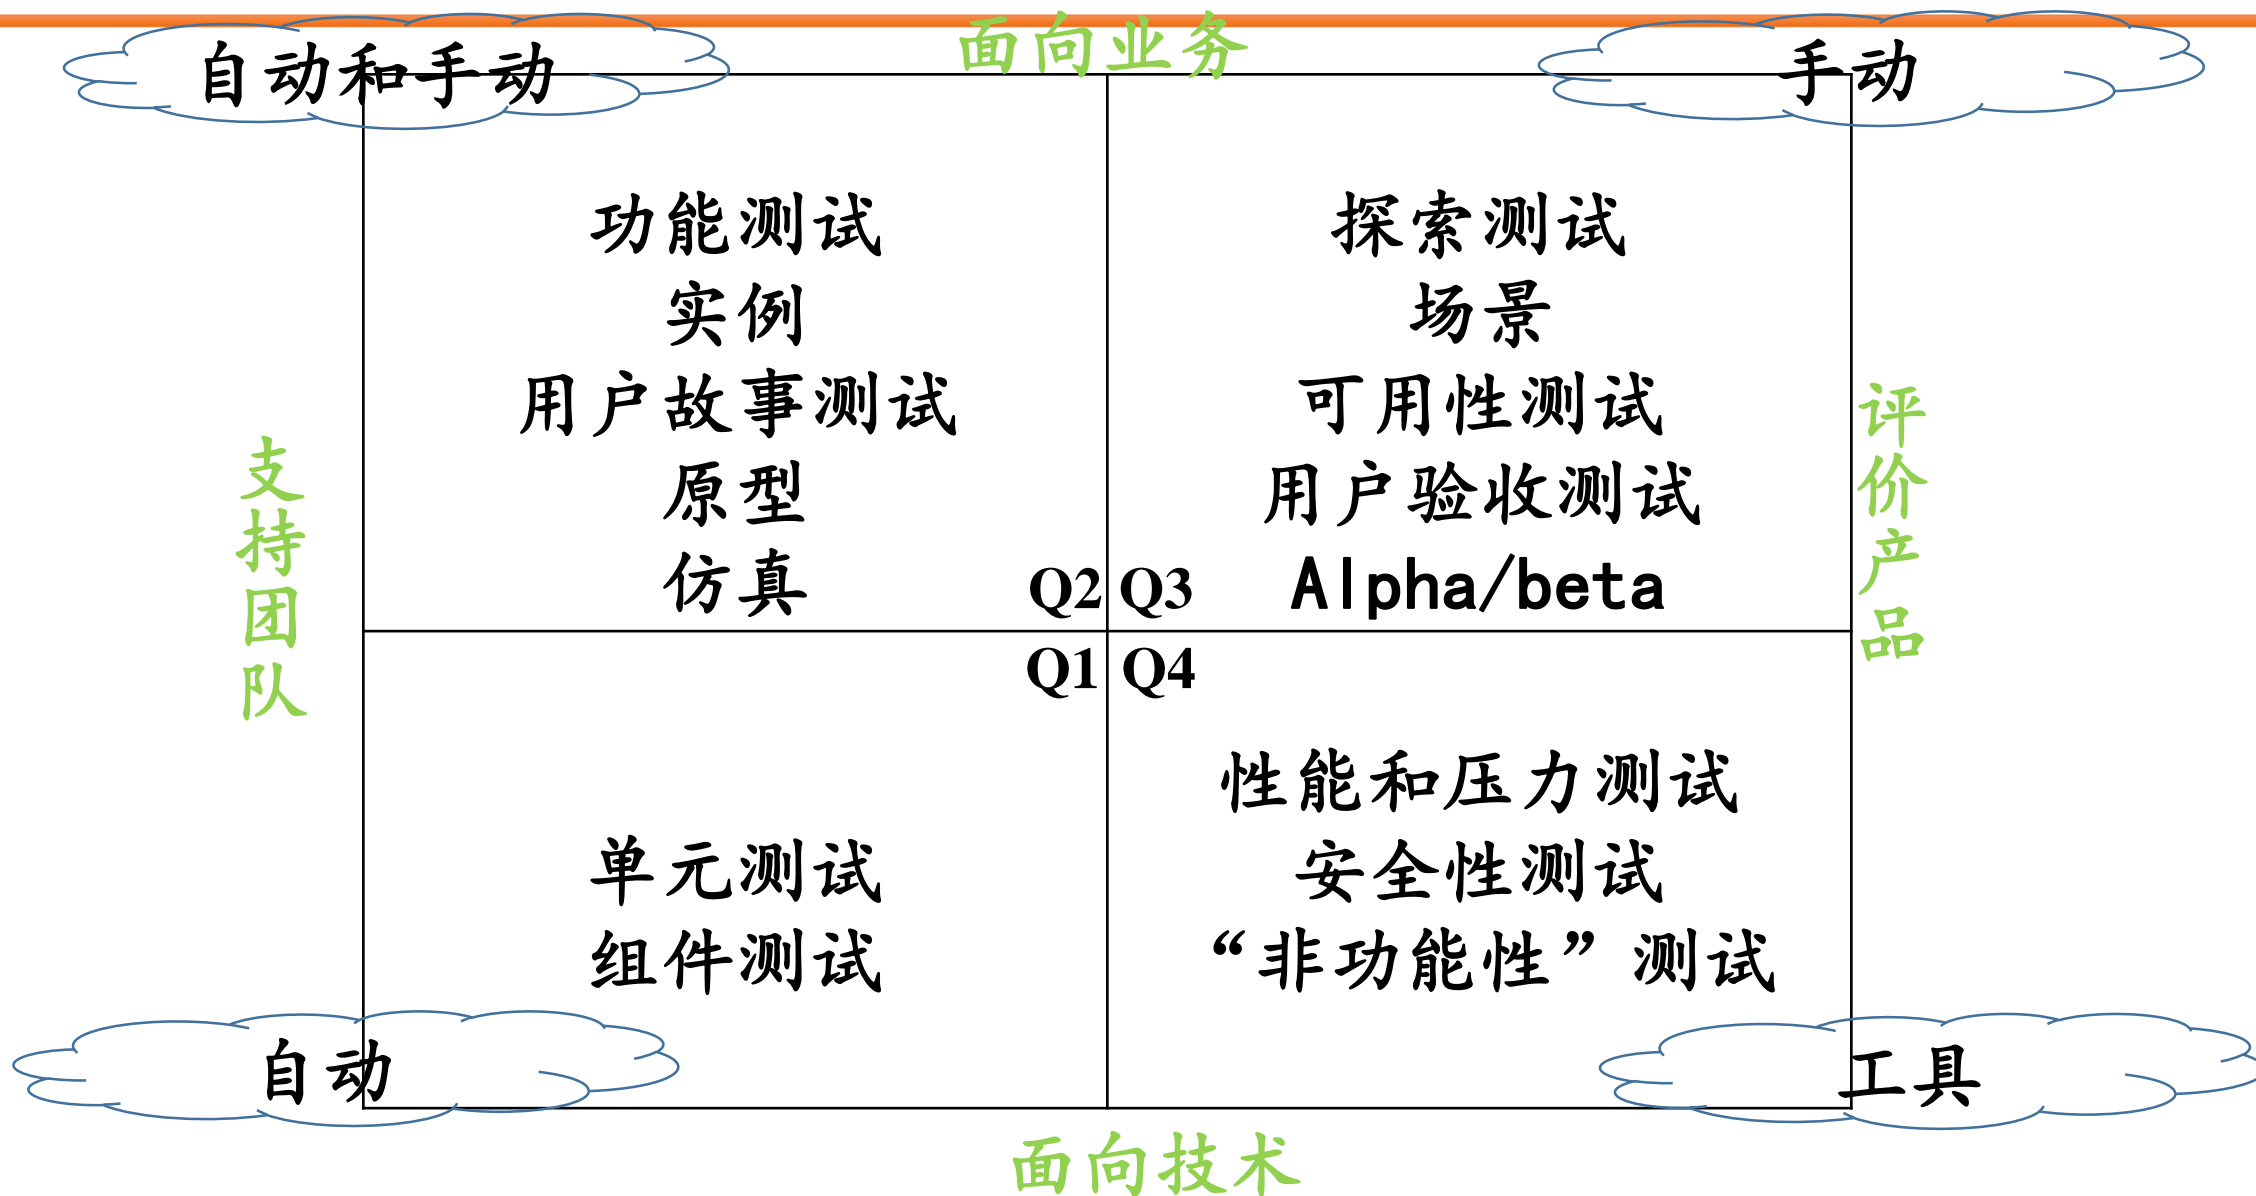 面向业务
自动和手动
手动
功能测试
实例
用户故事测试
原型
仿真
Q2
Q3
探索测试
场景
可用性测试
用户验收测试
Alpha/beta
支持团队
评价产品
Q1
Q4
单元测试
组件测试
性能和压力测试
安全性测试
“非功能性”测试
自动
工具
面向技术